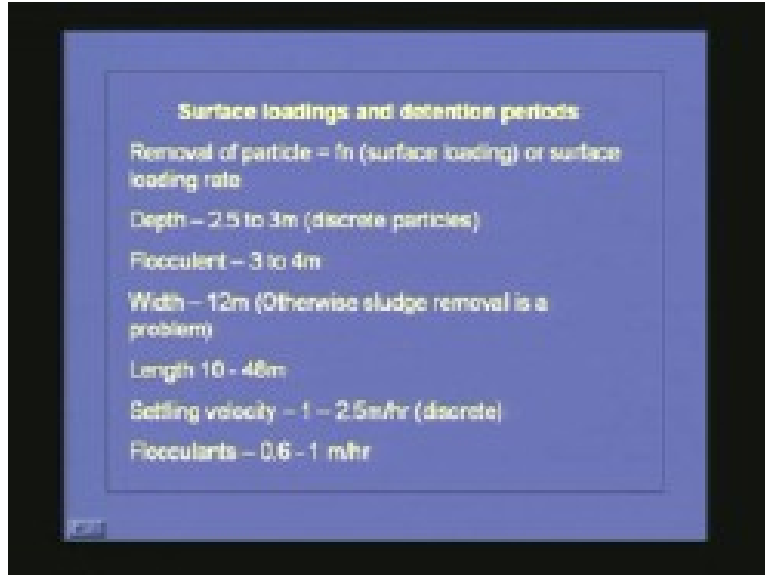 Surface loadings and detention periods
Removal of particle – fn (surface loading) or surface
loading rate
Depth – 2.5 to 3m (discrete particles)
Flocculent – 3 to 4m
Width – 12m (Otherwise sludge removal is a
problem)
Length 10 - 48m
Settling velocity – 1 – 2.5m/hr (discrete)
Flocculants – 0.6 - 1 m/hr